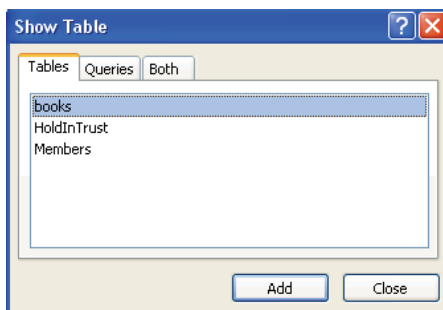 Show Table
Tables Queries Both
books
HoldInTrust
Members
Add Close